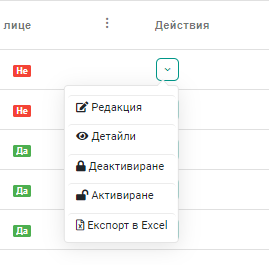 лице Действия
Не
Не
Редакция
Детайли
Да
Деактивиране
Да
Активиране
Да
Експорт в Excel